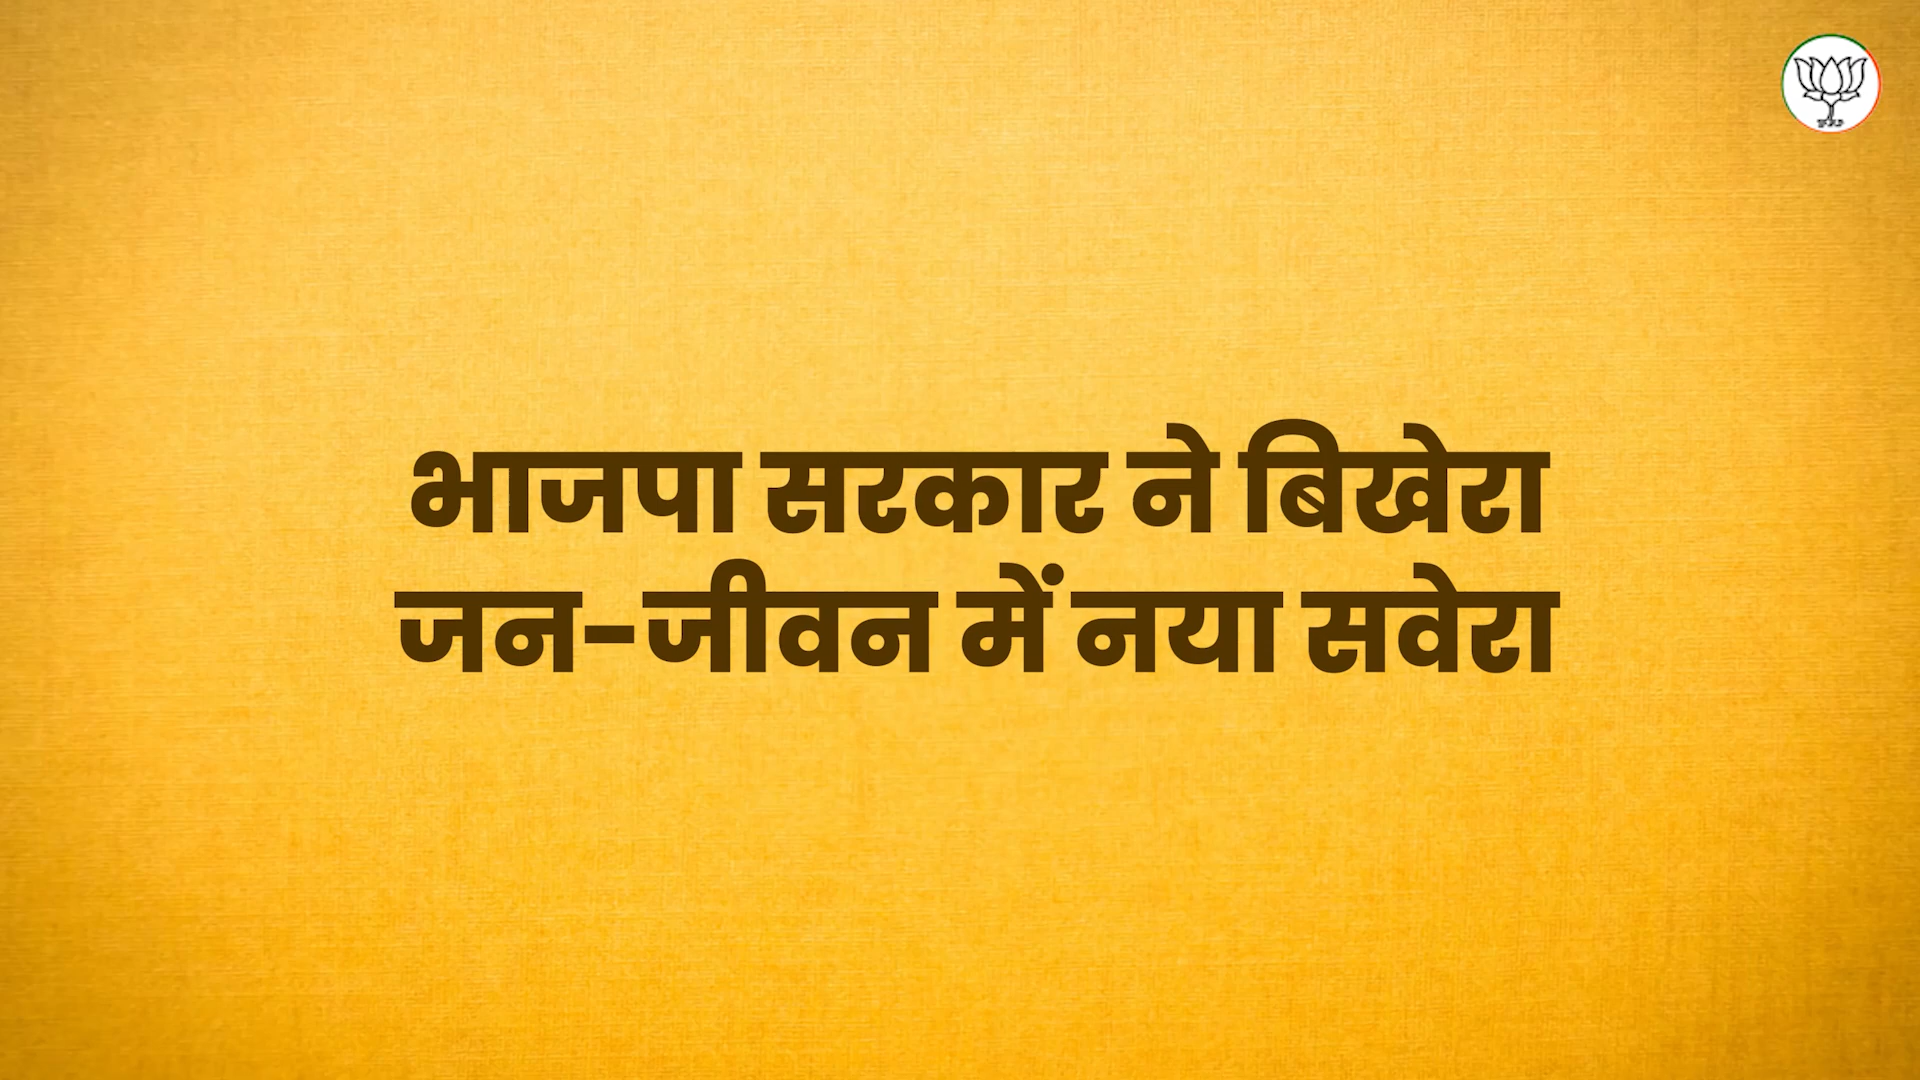 भाजपा सरकार ने बिखेरा
जन-जीवन में नया सवेरा